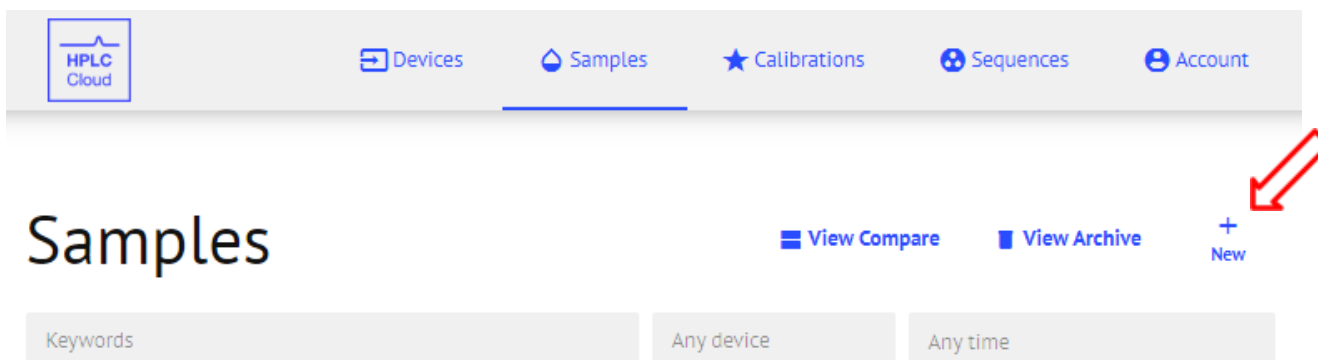 HPLC
Cloud
Devices
Samples
Calibrations
Sequences
Account
Samples
View Compare
View Archive
+
New
Keywords
Any device
Any time